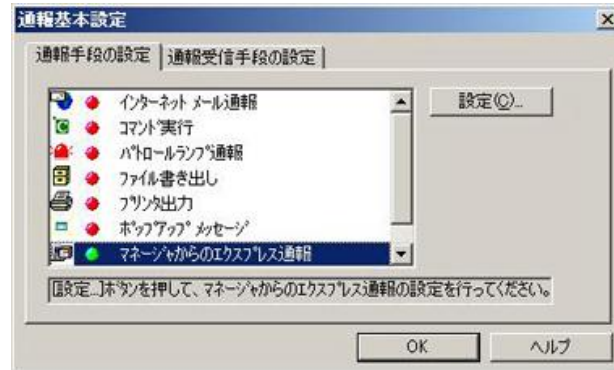 通報基本設定
通報手段の設定 通報受信手段の設定
インターネット メール通報
設定(C)...
コマンド実行
パトロールランプ通報
ファイル書き出し
プリンタ出力
ポップアップ メッセージ
マネージャからのエクスプレス通報
[設定...]ボタンを押して、マネージャからのエクスプレス通報の設定を行ってください。
OK ヘルプ